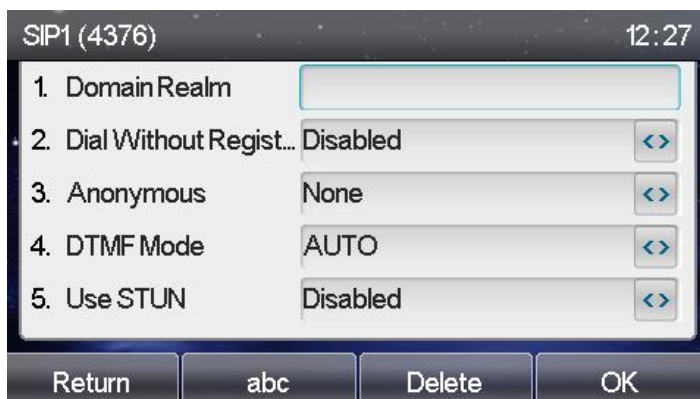 SIP1 (4376) 12:27
1. Domain Realm
2. Dial Without Regist... Disabled <>
3. Anonymous None <>
4. DTMF Mode AUTO <>
5. Use STUN Disabled <>
Return abc Delete OK